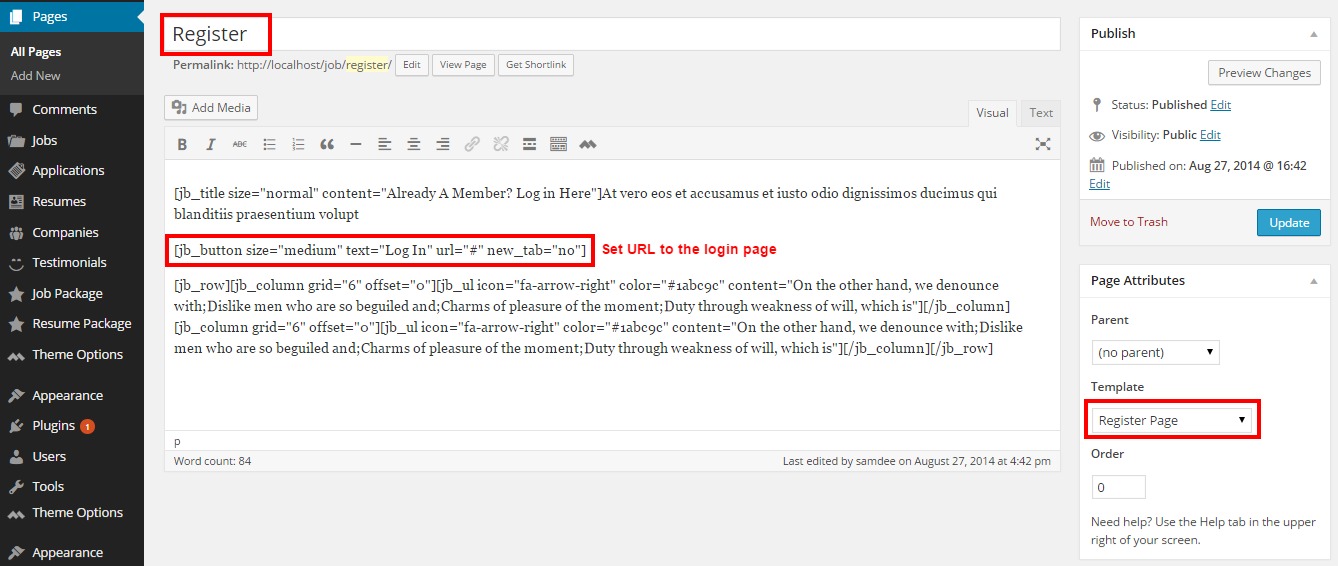 Pages
All Pages
Add New
Comments
Jobs
Applications
Resumes
Companies
Testimonials
Job Package
Resume Package
Theme Options
Appearance
Plugins 1
Users
Tools
Theme Options
Appearance
Register
Permalink: http://localhost/job/register/ Edit View Page Get Shortlink
Add Media
Visual Text
B I ABC
[jb_title size="normal" content="Already A Member? Log in Here"]At vero eos et accusamus et iusto odio dignissimos ducimus qui
blanditiis praesentium volupt
[jb_button size="medium" text="Log In" url="#" new_tab="no"] Set URL to the login page
[jb_row][jb_column grid="6" offset="0"][jb_ul icon="fa-arrow-right" color="#1abc9c" content="On the other hand, we denounce
with;Dislike men who are so beguiled and;Charms of pleasure of the moment;Duty through weakness of will, which is"][/jb_column]
[jb_column grid="6" offset="0"][jb_ul icon="fa-arrow-right" color="#1abc9c" content="On the other hand, we denounce with;Dislike
men who are so beguiled and;Charms of pleasure of the moment;Duty through weakness of will, which is"][/jb_column][/jb_row]
p
Word count: 84 Last edited by samdee on August 27, 2014 at 4:42 pm
Publish
Preview Changes
Status: Published Edit
Visibility: Public Edit
Published on: Aug 27, 2014 @ 16:42
Edit
Move to Trash Update
Page Attributes
Parent
(no parent)
Template
Register Page
Order
0
Need help? Use the Help tab in the upper
right of your screen.